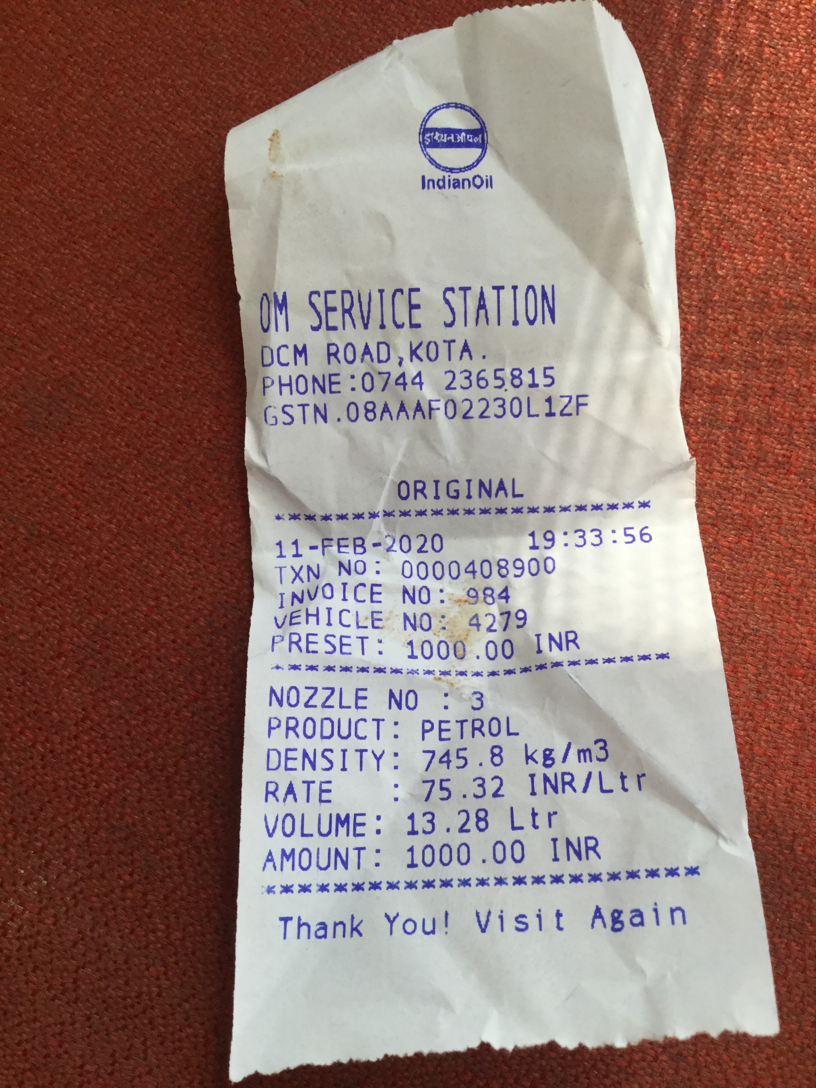 इंडियनऑयल
IndianOil
OM SERVICE STATION
DCM ROAD,KOTA.
PHONE:0744 2365815
GSTN.08AAAFO2230L1ZF
ORIGINAL
************************
11-FEB-2020 19:33:56
TXN NO: 0000408900
INVOICE NO: 984
VEHICLE NO: 4279
PRESET: 1000.00 INR
************************
NOZZLE NO : 3
PRODUCT: PETROL
DENSITY: 745.8 kg/m3
RATE : 75.32 INR/Ltr
VOLUME: 13.28 Ltr
AMOUNT: 1000.00 INR
************************
Thank You! Visit Again